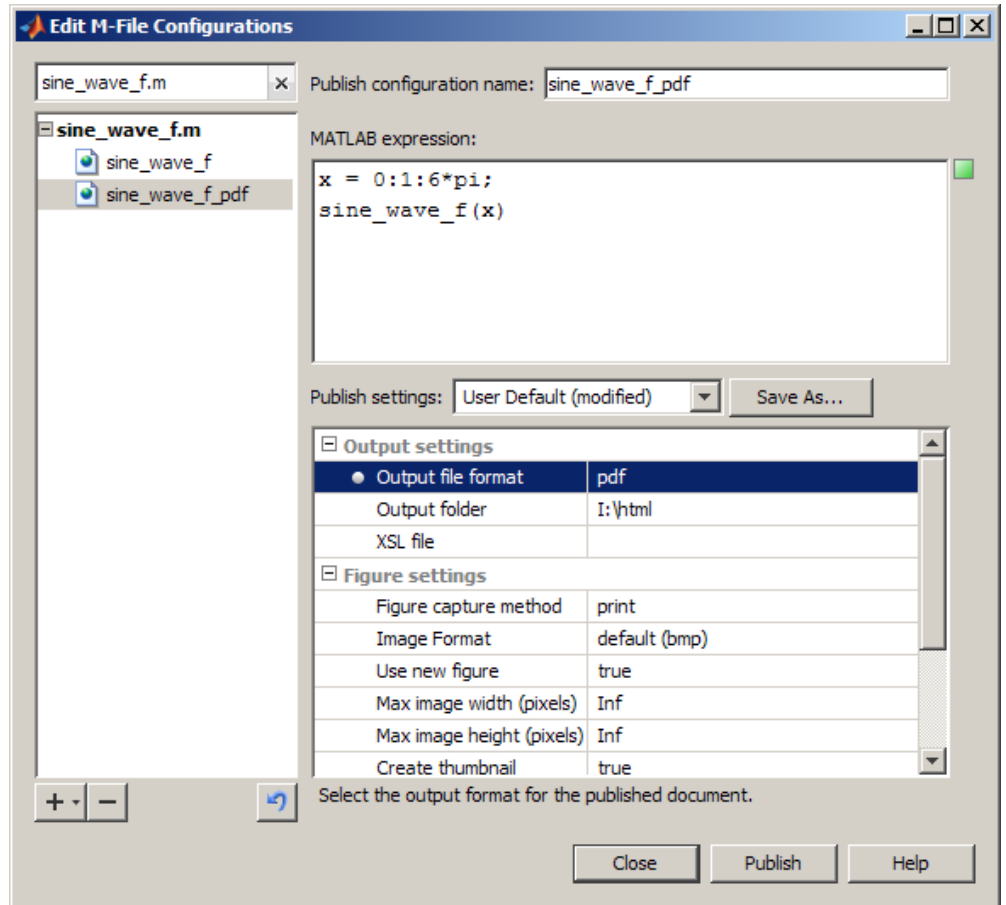 Edit M-File Configurations
sine_wave_f.m
Publish configuration name: sine_wave_f_pdf
sine_wave_f.m
sine_wave_f
sine_wave_f_pdf
MATLAB expression:
x = 0:1:6*pi;
sine_wave_f(x)
Publish settings: User Default (modified) Save As...
Output settings
Output file format pdf
Output folder I:\html
XSL file
Figure settings
Figure capture method print
Image Format default (bmp)
Use new figure true
Max image width (pixels) Inf
Max image height (pixels) Inf
Create thumbnail true
Select the output format for the published document.
Close Publish Help